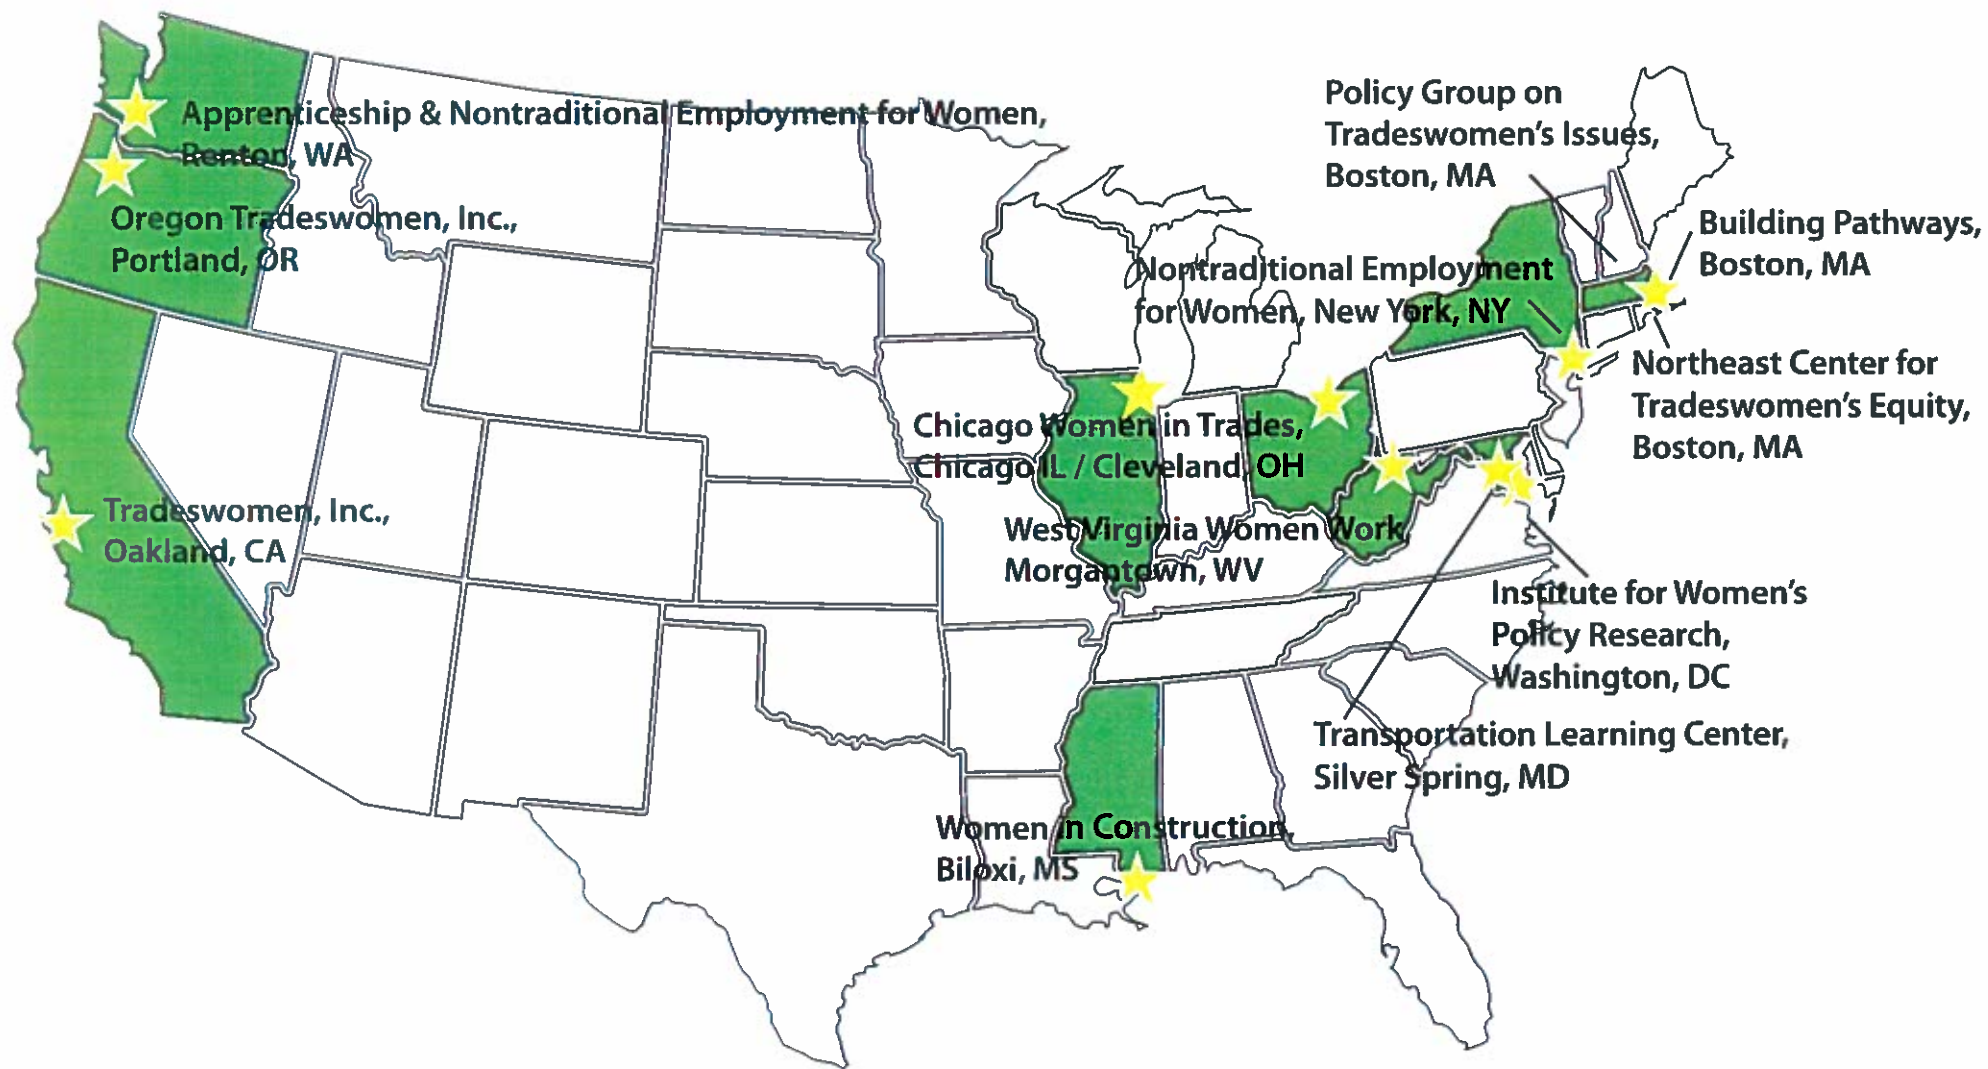 Apprenticeship & Nontraditional Employment for Women,
Renton, WA
Oregon Tradeswomen, Inc.,
Portland, OR
Tradeswomen, Inc.,
Oakland, CA
Policy Group on
Tradeswomen's Issues,
Boston, MA
Building Pathways,
Boston, MA
Nontraditional Employment
for Women, New York, NY
Northeast Center for
Tradeswomen's Equity,
Boston, MA
Chicago Women in Trades,
Chicago IL / Cleveland, OH
West Virginia Women Work,
Morgantown, WV
Institute for Women's
Policy Research,
Washington, DC
Transportation Learning Center,
Silver Spring, MD
Women in Construction,
Biloxi, MS